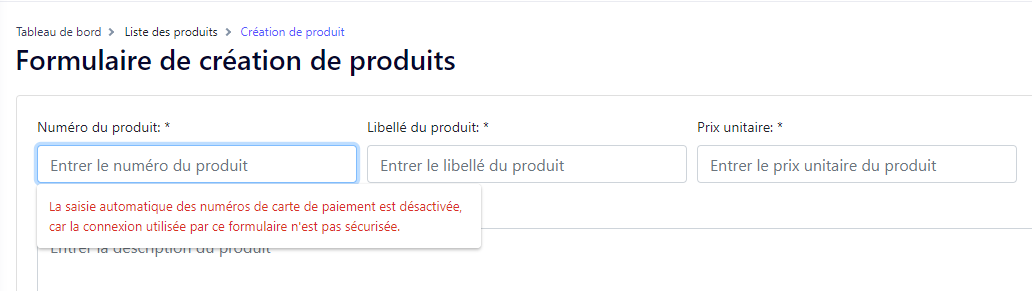 Tableau de bord > Liste des produits > Création de produit
Formulaire de création de produits
Numéro du produit: * Libellé du produit: * Prix unitaire: *
Entrer le numéro du produit Entrer le libellé du produit Entrer le prix unitaire du produit
La saisie automatique des numéros de carte de paiement est désactivée,
car la connexion utilisée par ce formulaire n'est pas sécurisée.
Entrer la description du produit